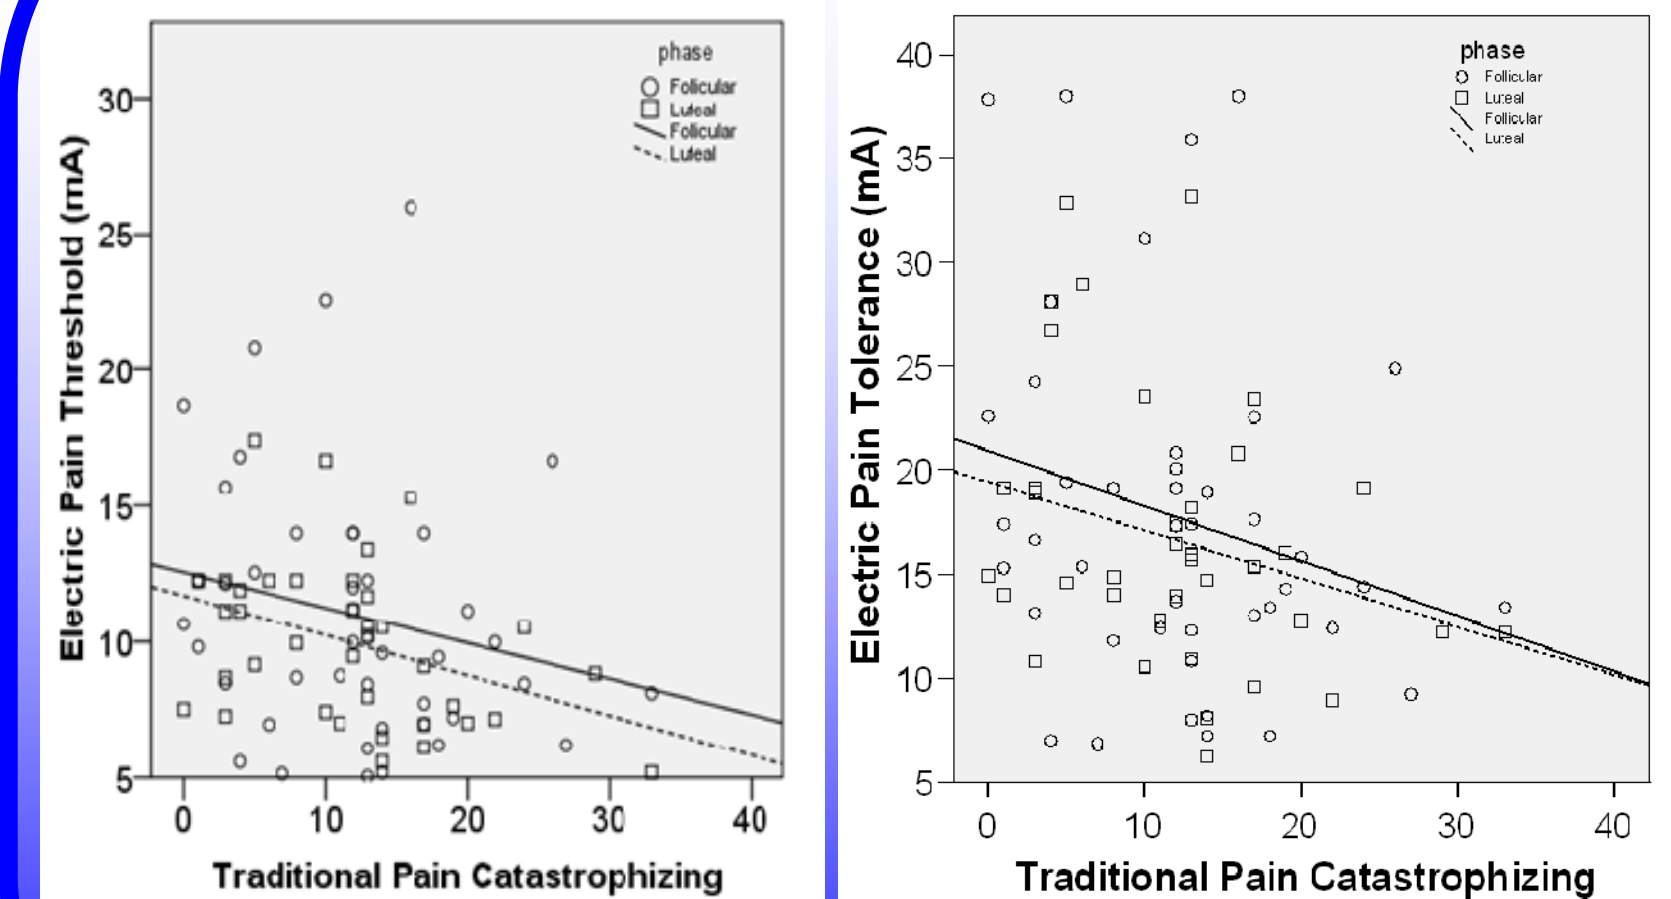 phase
Follicular
Luteal
Follicular
Luteal
30
25
20
15
10
5
Electric Pain Threshold (mA)
0 10 20 30 40
Traditional Pain Catastrophizing
phase
Follicular
Luteal
Follicular
Luteal
40
35
30
25
20
15
10
5
Electric Pain Tolerance (mA)
0 10 20 30 40
Traditional Pain Catastrophizing